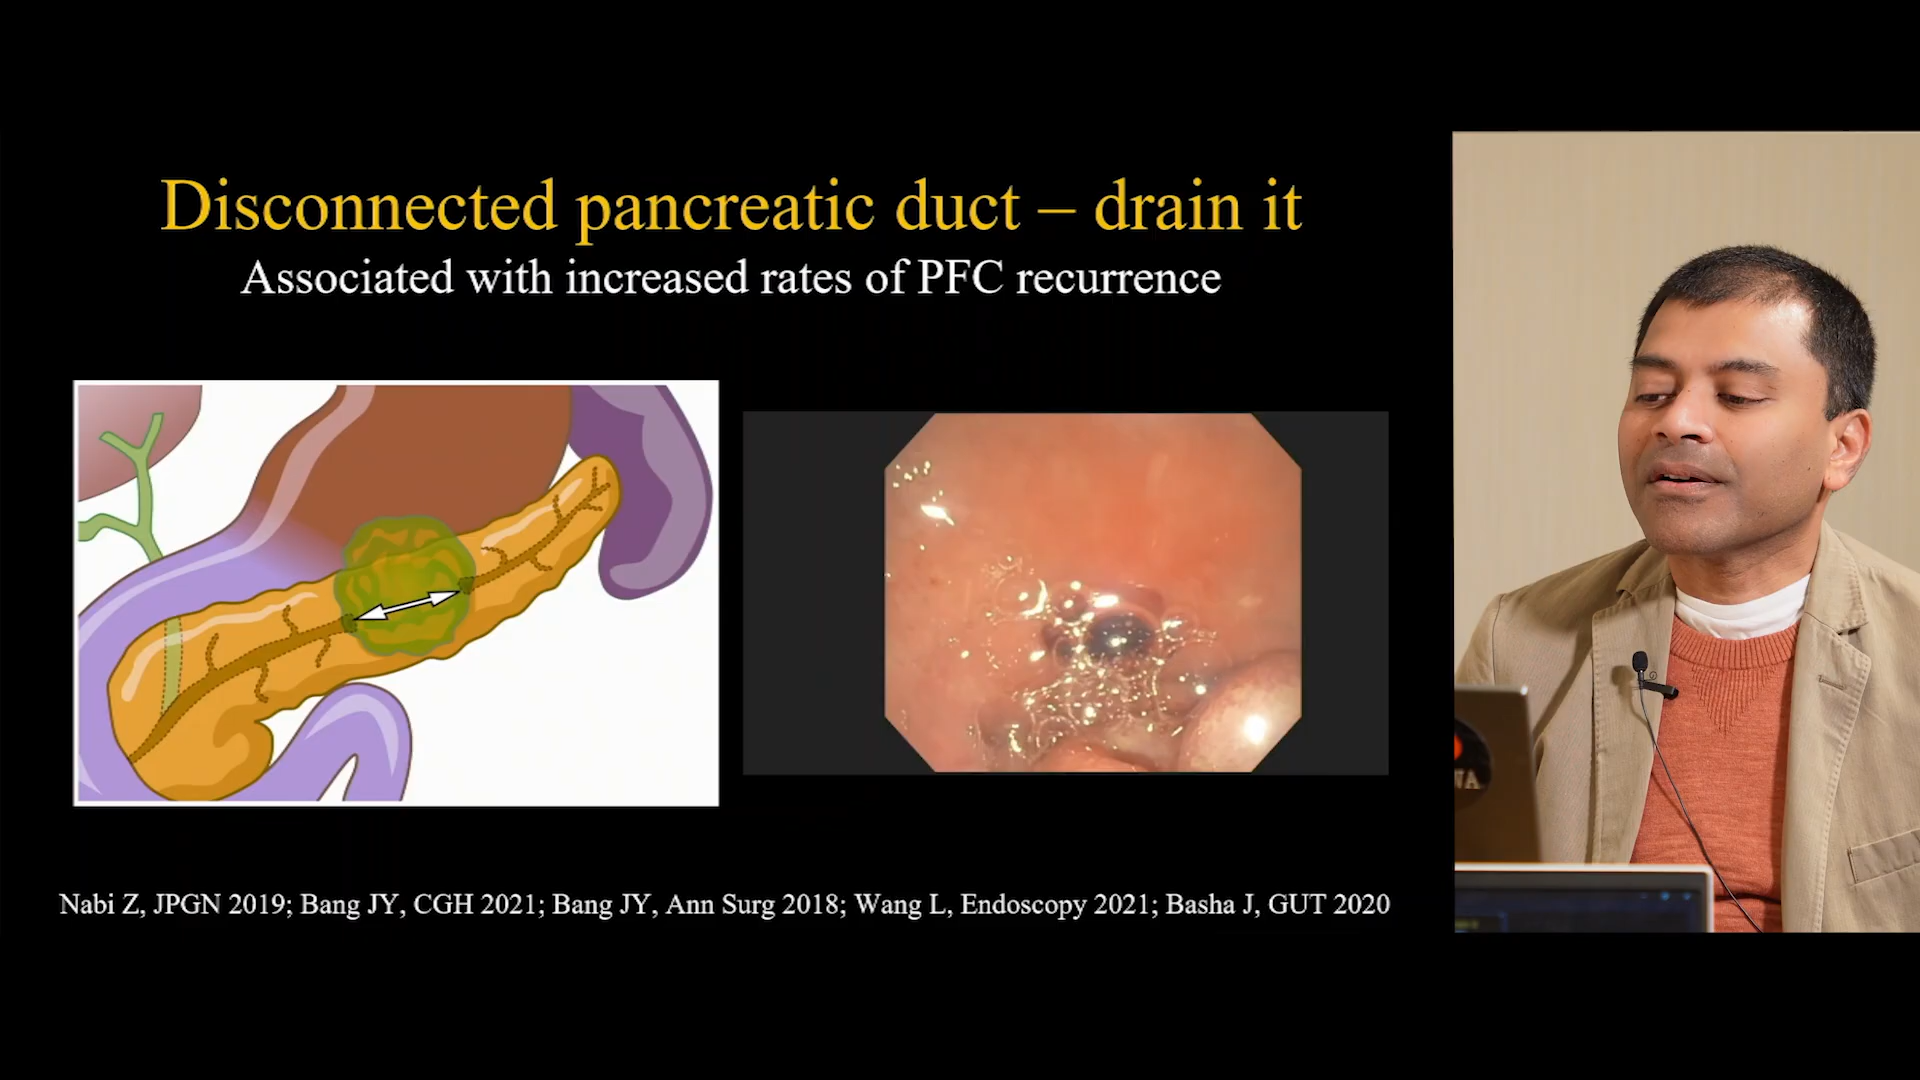 Disconnected pancreatic duct – drain it
Associated with increased rates of PFC recurrence
Nabi Z, JPGN 2019; Bang JY, CGH 2021; Bang JY, Ann Surg 2018; Wang L, Endoscopy 2021; Basha J, GUT 2020